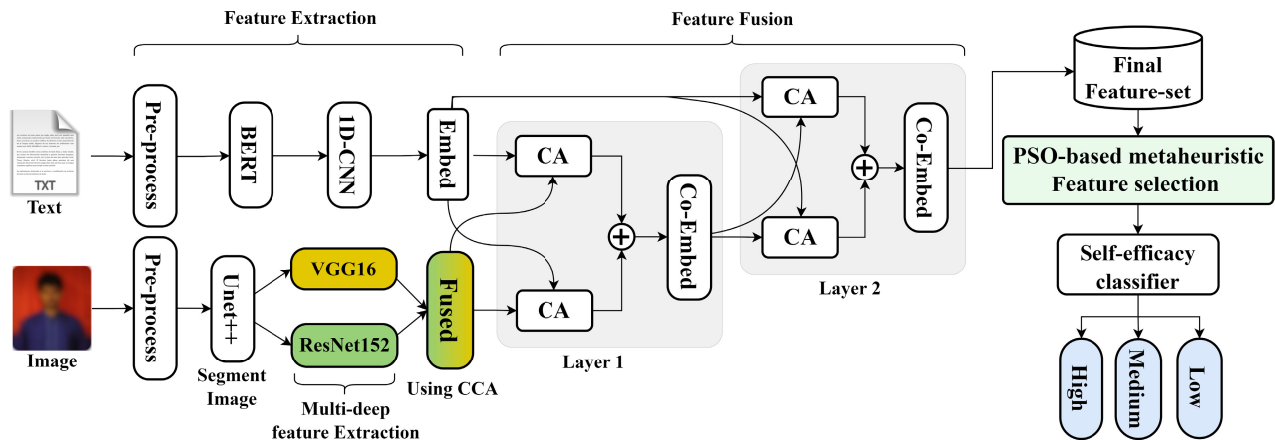 Feature Extraction
Feature Fusion
TXT
Text
Pre-process
BERT
1D-CNN
Embed
Image
Pre-process
Unet++
Segment
Image
VGG16
ResNet152
Multi-deep
feature Extraction
Fused
Using CCA
CA
CA
+
Co-Embed
Layer 1
CA
CA
+
Co-Embed
Layer 2
Final
Feature-set
PSO-based metaheuristic
Feature selection
Self-efficacy
classifier
High
Medium
Low